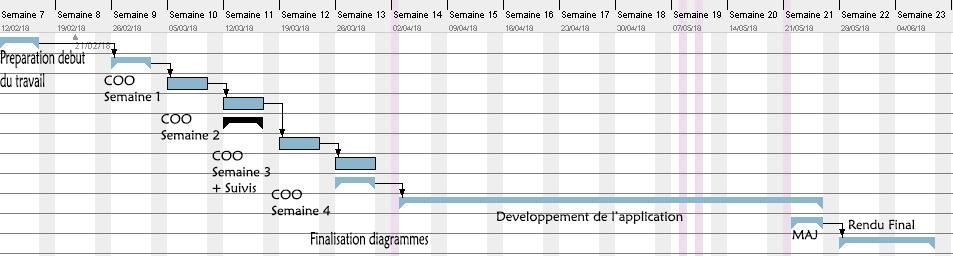 Semaine 7 Semaine 8 Semaine 9 Semaine 10 Semaine 11 Semaine 12 Semaine 13 Semaine 14 Semaine 15 Semaine 16 Semaine 17 Semaine 18 Semaine 19 Semaine 20 Semaine 21 Semaine 22 Semaine 23
12/02/18 19/02/18 26/02/18 05/03/18 12/03/18 19/03/18 26/03/18 02/04/18 09/04/18 16/04/18 23/04/18 30/04/18 07/05/18 14/05/18 21/05/18 28/05/18 04/06/18
21/02/18
Preparation debut
du travail
COO
Semaine 1
COO
Semaine 2
COO
Semaine 3
+ Suivis
COO
Semaine 4
Developpement de l'application
Rendu Final
MAJ
Finalisation diagrammes